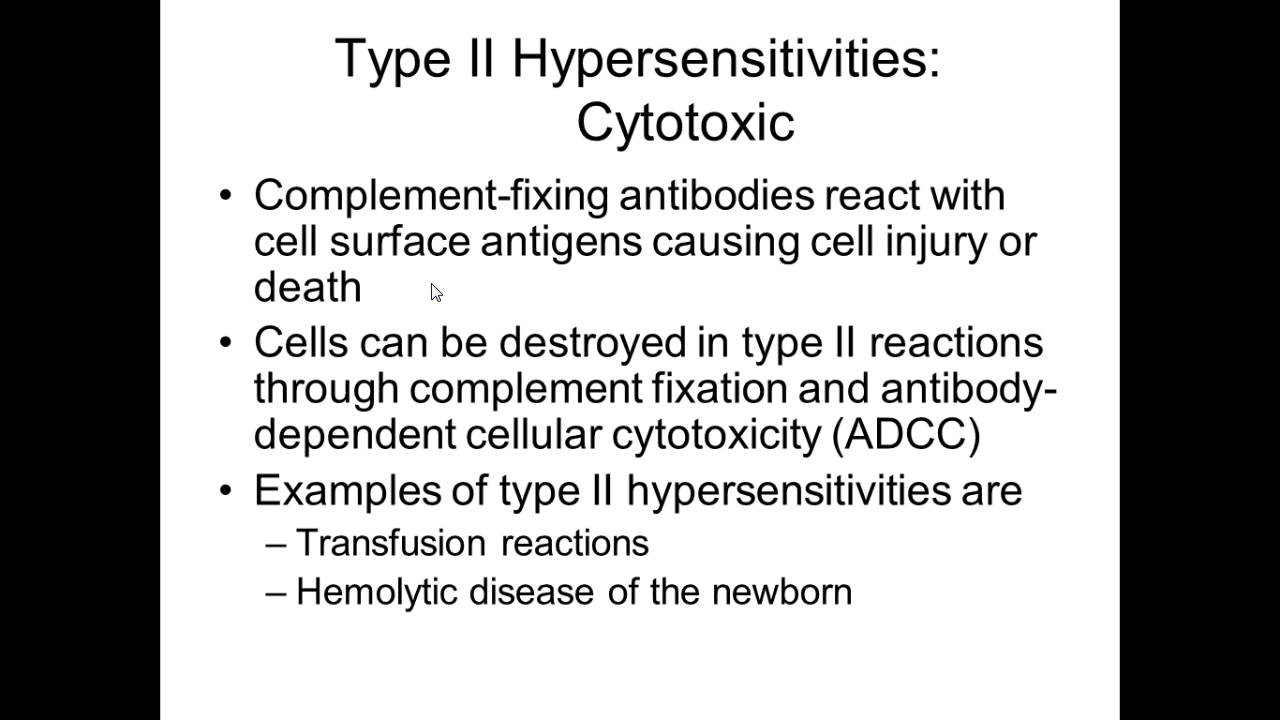 Type II Hypersensitivities:
Cytotoxic
• Complement-fixing antibodies react with
cell surface antigens causing cell injury or
death
• Cells can be destroyed in type II reactions
through complement fixation and antibody-
dependent cellular cytotoxicity (ADCC)
• Examples of type II hypersensitivities are
– Transfusion reactions
– Hemolytic disease of the newborn